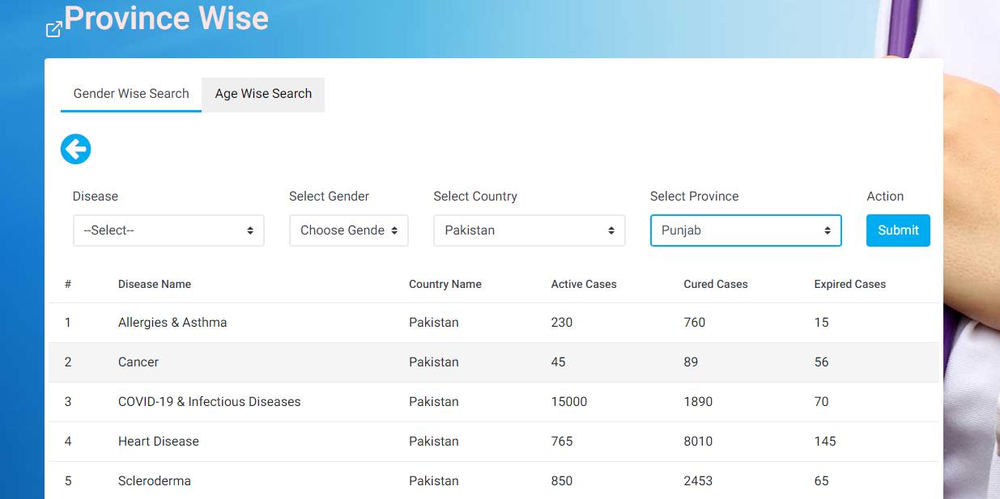 Province Wise
Gender Wise Search Age Wise Search
Disease Select Gender Select Country Select Province Action
--Select-- Choose Gende Pakistan Punjab Submit
# Disease Name Country Name Active Cases Cured Cases Expired Cases
1 Allergies & Asthma Pakistan 230 760 15
2 Cancer Pakistan 45 89 56
3 COVID-19 & Infectious Diseases Pakistan 15000 1890 70
4 Heart Disease Pakistan 765 8010 145
5 Scleroderma Pakistan 850 2453 65